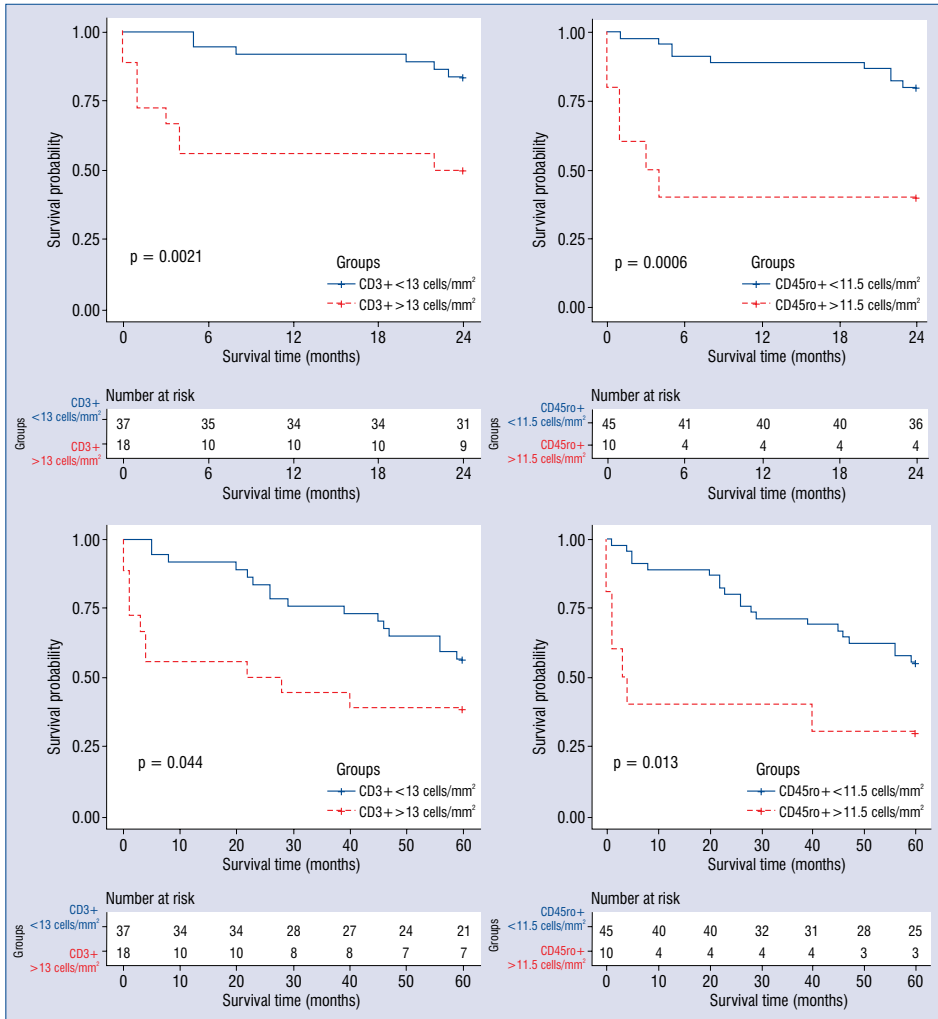 1.00
0.75
0.50
0.25
0.00
Survival probability
p = 0.0021
Groups
CD3+ <13 cells/mm²
CD3+ >13 cells/mm²
0 6 12 18 24
Survival time (months)
Number at risk
Groups
CD3+
<13 cells/mm²
37 35 34 34 31
CD3+
>13 cells/mm²
18 10 10 10 9
0 6 12 18 24
Survival time (months)
1.00
0.75
0.50
0.25
0.00
Survival probability
p = 0.0006
Groups
CD45ro+ <11.5 cells/mm²
CD45ro+ >11.5 cells/mm²
0 6 12 18 24
Survival time (months)
Number at risk
Groups
CD45ro+
<11.5 cells/mm²
45 41 40 40 36
CD45ro+
>11.5 cells/mm²
10 4 4 4 4
0 6 12 18 24
Survival time (months)
1.00
0.75
0.50
0.25
0.00
Survival probability
p = 0.044
Groups
CD3+ <13 cells/mm²
CD3+ >13 cells/mm²
0 10 20 30 40 50 60
Survival time (months)
Number at risk
Groups
CD3+
<13 cells/mm²
37 34 34 28 27 24 21
CD3+
>13 cells/mm²
18 10 10 8 8 7 7
0 10 20 30 40 50 60
Survival time (months)
1.00
0.75
0.50
0.25
0.00
Survival probability
p = 0.013
Groups
CD45ro+ <11.5 cells/mm²
CD45ro+ >11.5 cells/mm²
0 10 20 30 40 50 60
Survival time (months)
Number at risk
Groups
CD45ro+
<11.5 cells/mm²
45 40 40 32 31 28 25
CD45ro+
>11.5 cells/mm²
10 4 4 4 4 3 3
0 10 20 30 40 50 60
Survival time (months)